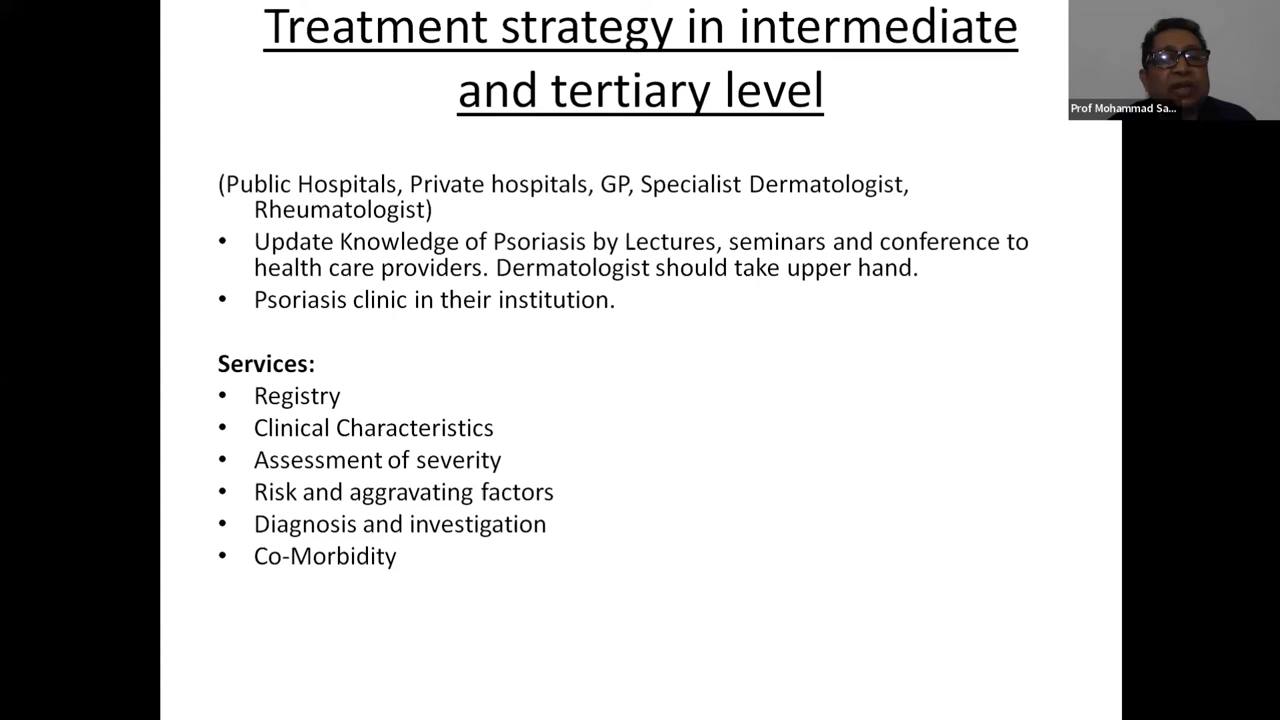 Treatment strategy in intermediate
and tertiary level
Prof Mohammad Sa...
(Public Hospitals, Private hospitals, GP, Specialist Dermatologist,
Rheumatologist)
• Update Knowledge of Psoriasis by Lectures, seminars and conference to
health care providers. Dermatologist should take upper hand.
• Psoriasis clinic in their institution.
Services:
• Registry
• Clinical Characteristics
• Assessment of severity
• Risk and aggravating factors
• Diagnosis and investigation
• Co-Morbidity